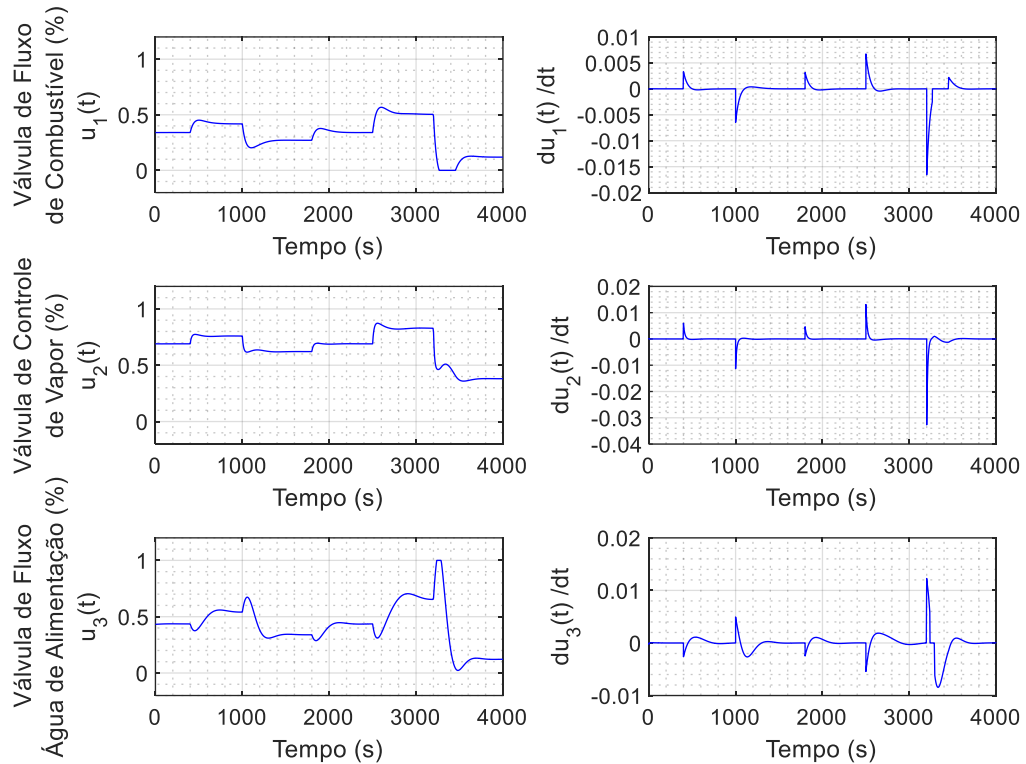 Válvula de Fluxo
de Combustível (%)
u1(t)
1
0.5
0
0 1000 2000 3000 4000
Tempo (s)
du1(t) /dt
0.01
0.005
0
-0.005
-0.01
-0.015
-0.02
0 1000 2000 3000 4000
Tempo (s)
Válvula de Controle
de Vapor (%)
u2(t)
1
0.5
0
0 1000 2000 3000 4000
Tempo (s)
du2(t) /dt
0.02
0.01
0
-0.01
-0.02
-0.03
-0.04
0 1000 2000 3000 4000
Tempo (s)
Válvula de Fluxo
Água de Alimentação (%)
u3(t)
1
0.5
0
0 1000 2000 3000 4000
Tempo (s)
du3(t) /dt
0.02
0.01
0
-0.01
0 1000 2000 3000 4000
Tempo (s)